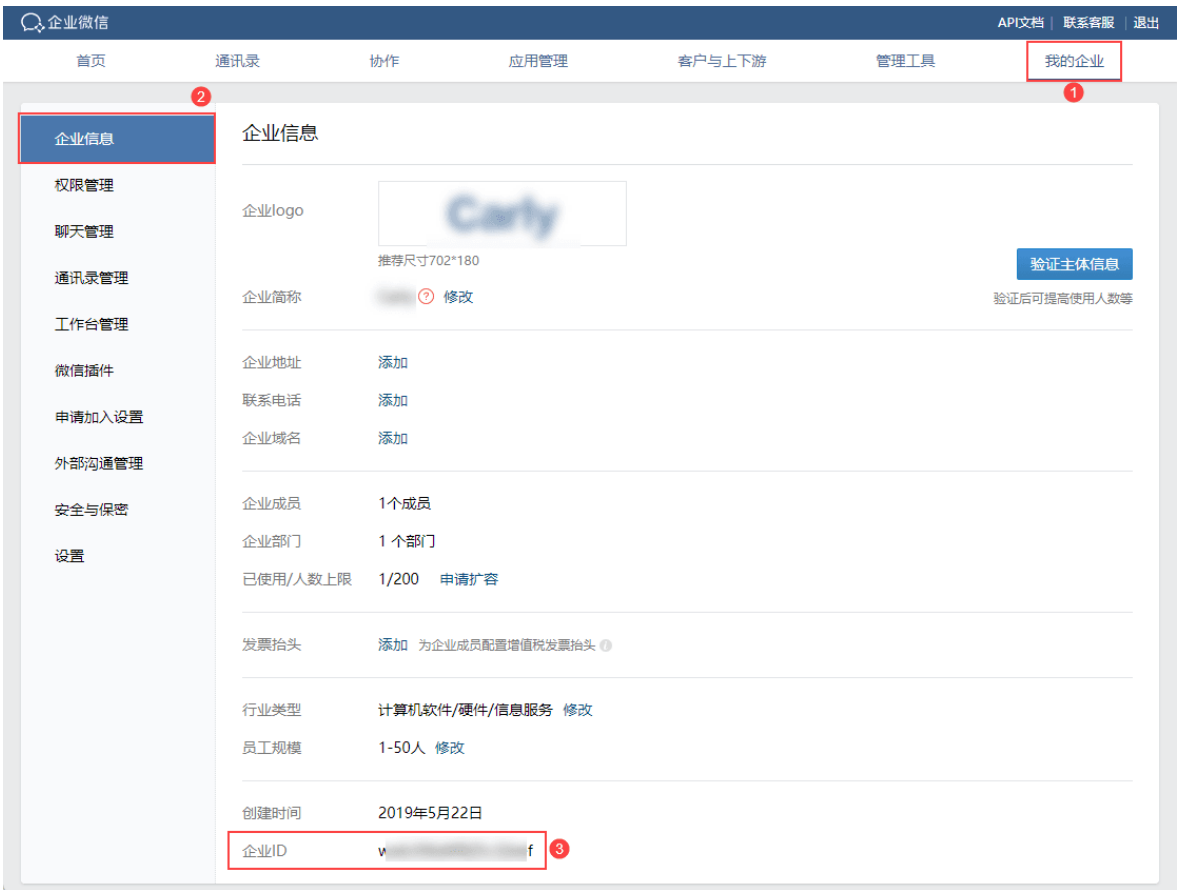 企业微信
API文档 | 联系客服 | 退出
首页 通讯录 协作 应用管理 客户与上下游 管理工具 我的企业
1
2
企业信息
权限管理
聊天管理
通讯录管理
工作台管理
微信插件
申请加入设置
外部沟通管理
安全与保密
设置
企业信息
企业logo
Carly
推荐尺寸702*180
验证主体信息
验证后可提高使用人数等
企业简称 ? 修改
企业地址 添加
联系电话 添加
企业域名 添加
企业成员 1个成员
企业部门 1 个部门
已使用/人数上限 1/200 申请扩容
发票抬头 添加 为企业成员配置增值税发票抬头 i
行业类型 计算机软件/硬件/信息服务 修改
员工规模 1-50人 修改
创建时间 2019年5月22日
企业ID w f 3